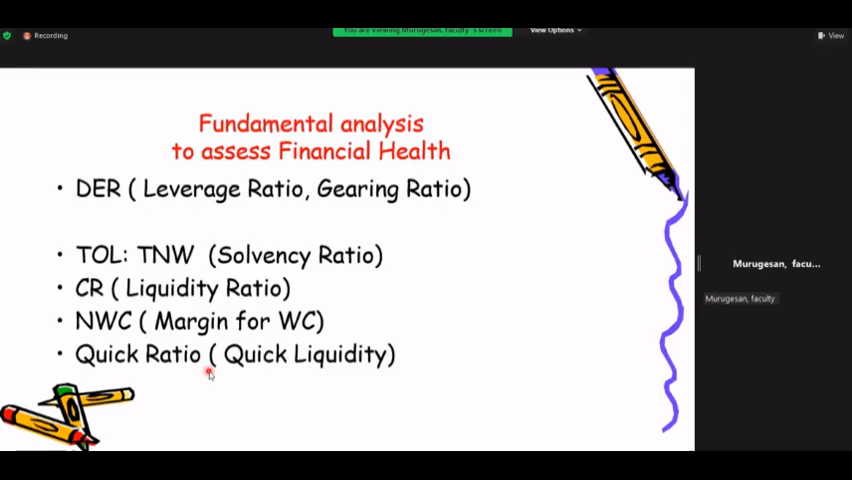 Recording
You are viewing Murugesan, faculty's screen
View Options
View
Fundamental analysis
to assess Financial Health
• DER ( Leverage Ratio, Gearing Ratio)
• TOL: TNW (Solvency Ratio)
• CR ( Liquidity Ratio)
• NWC ( Margin for WC)
• Quick Ratio ( Quick Liquidity)
Murugesan, facu...
Murugesan, faculty